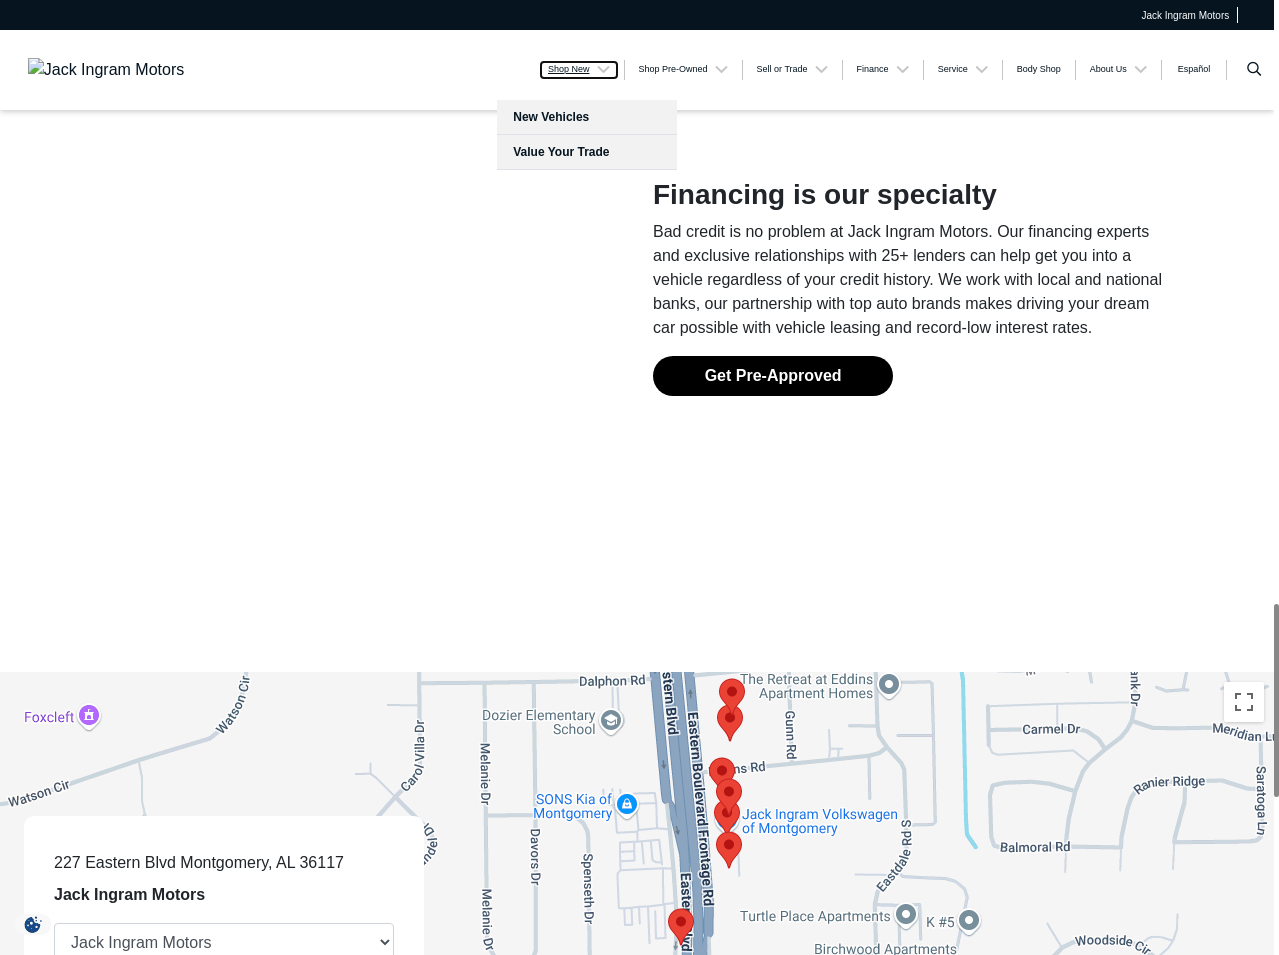 Jack Ingram Motors
Jack Ingram Motors
Shop New
Shop Pre-Owned
Sell or Trade
Finance
Service
Body Shop
About Us
Español
New Vehicles
Value Your Trade
Financing is our specialty
Bad credit is no problem at Jack Ingram Motors. Our financing experts
and exclusive relationships with 25+ lenders can help get you into a
vehicle regardless of your credit history. We work with local and national
banks, our partnership with top auto brands makes driving your dream
car possible with vehicle leasing and record-low interest rates.
Get Pre-Approved
Dalphon Rd
The Retreat at Eddins
Apartment Homes
Foxcleft
Watson Cir
Dozier Elementary
School
Carol Villa Dr
Gunn Rd
Carmel Dr
Melanie Dr
Eastern Boulevard Frontage Rd
Ranier Ridge
Saratoga Ln
Watson Cir
SONS Kia of
Montgomery
Jack Ingram Volkswagen
of Montgomery
Balmoral Rd
Davors Dr
Spenseth Dr
Eastdale Rd S
Melanie Dr
Turtle Place Apartments
K #5
Birchwood Apartments
Woodside Cir
227 Eastern Blvd Montgomery, AL 36117
Jack Ingram Motors
Jack Ingram Motors